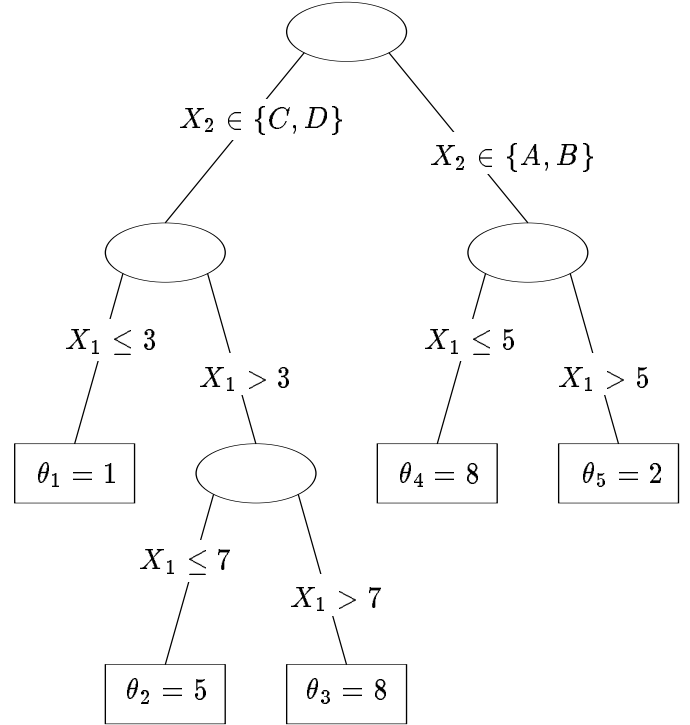 X₂ ∈ {C, D}
X₂ ∈ {A, B}
X₁ ≤ 3
X₁ > 3
X₁ ≤ 5
X₁ > 5
θ₁ = 1
θ₄ = 8
θ₅ = 2
X₁ ≤ 7
X₁ > 7
θ₂ = 5
θ₃ = 8